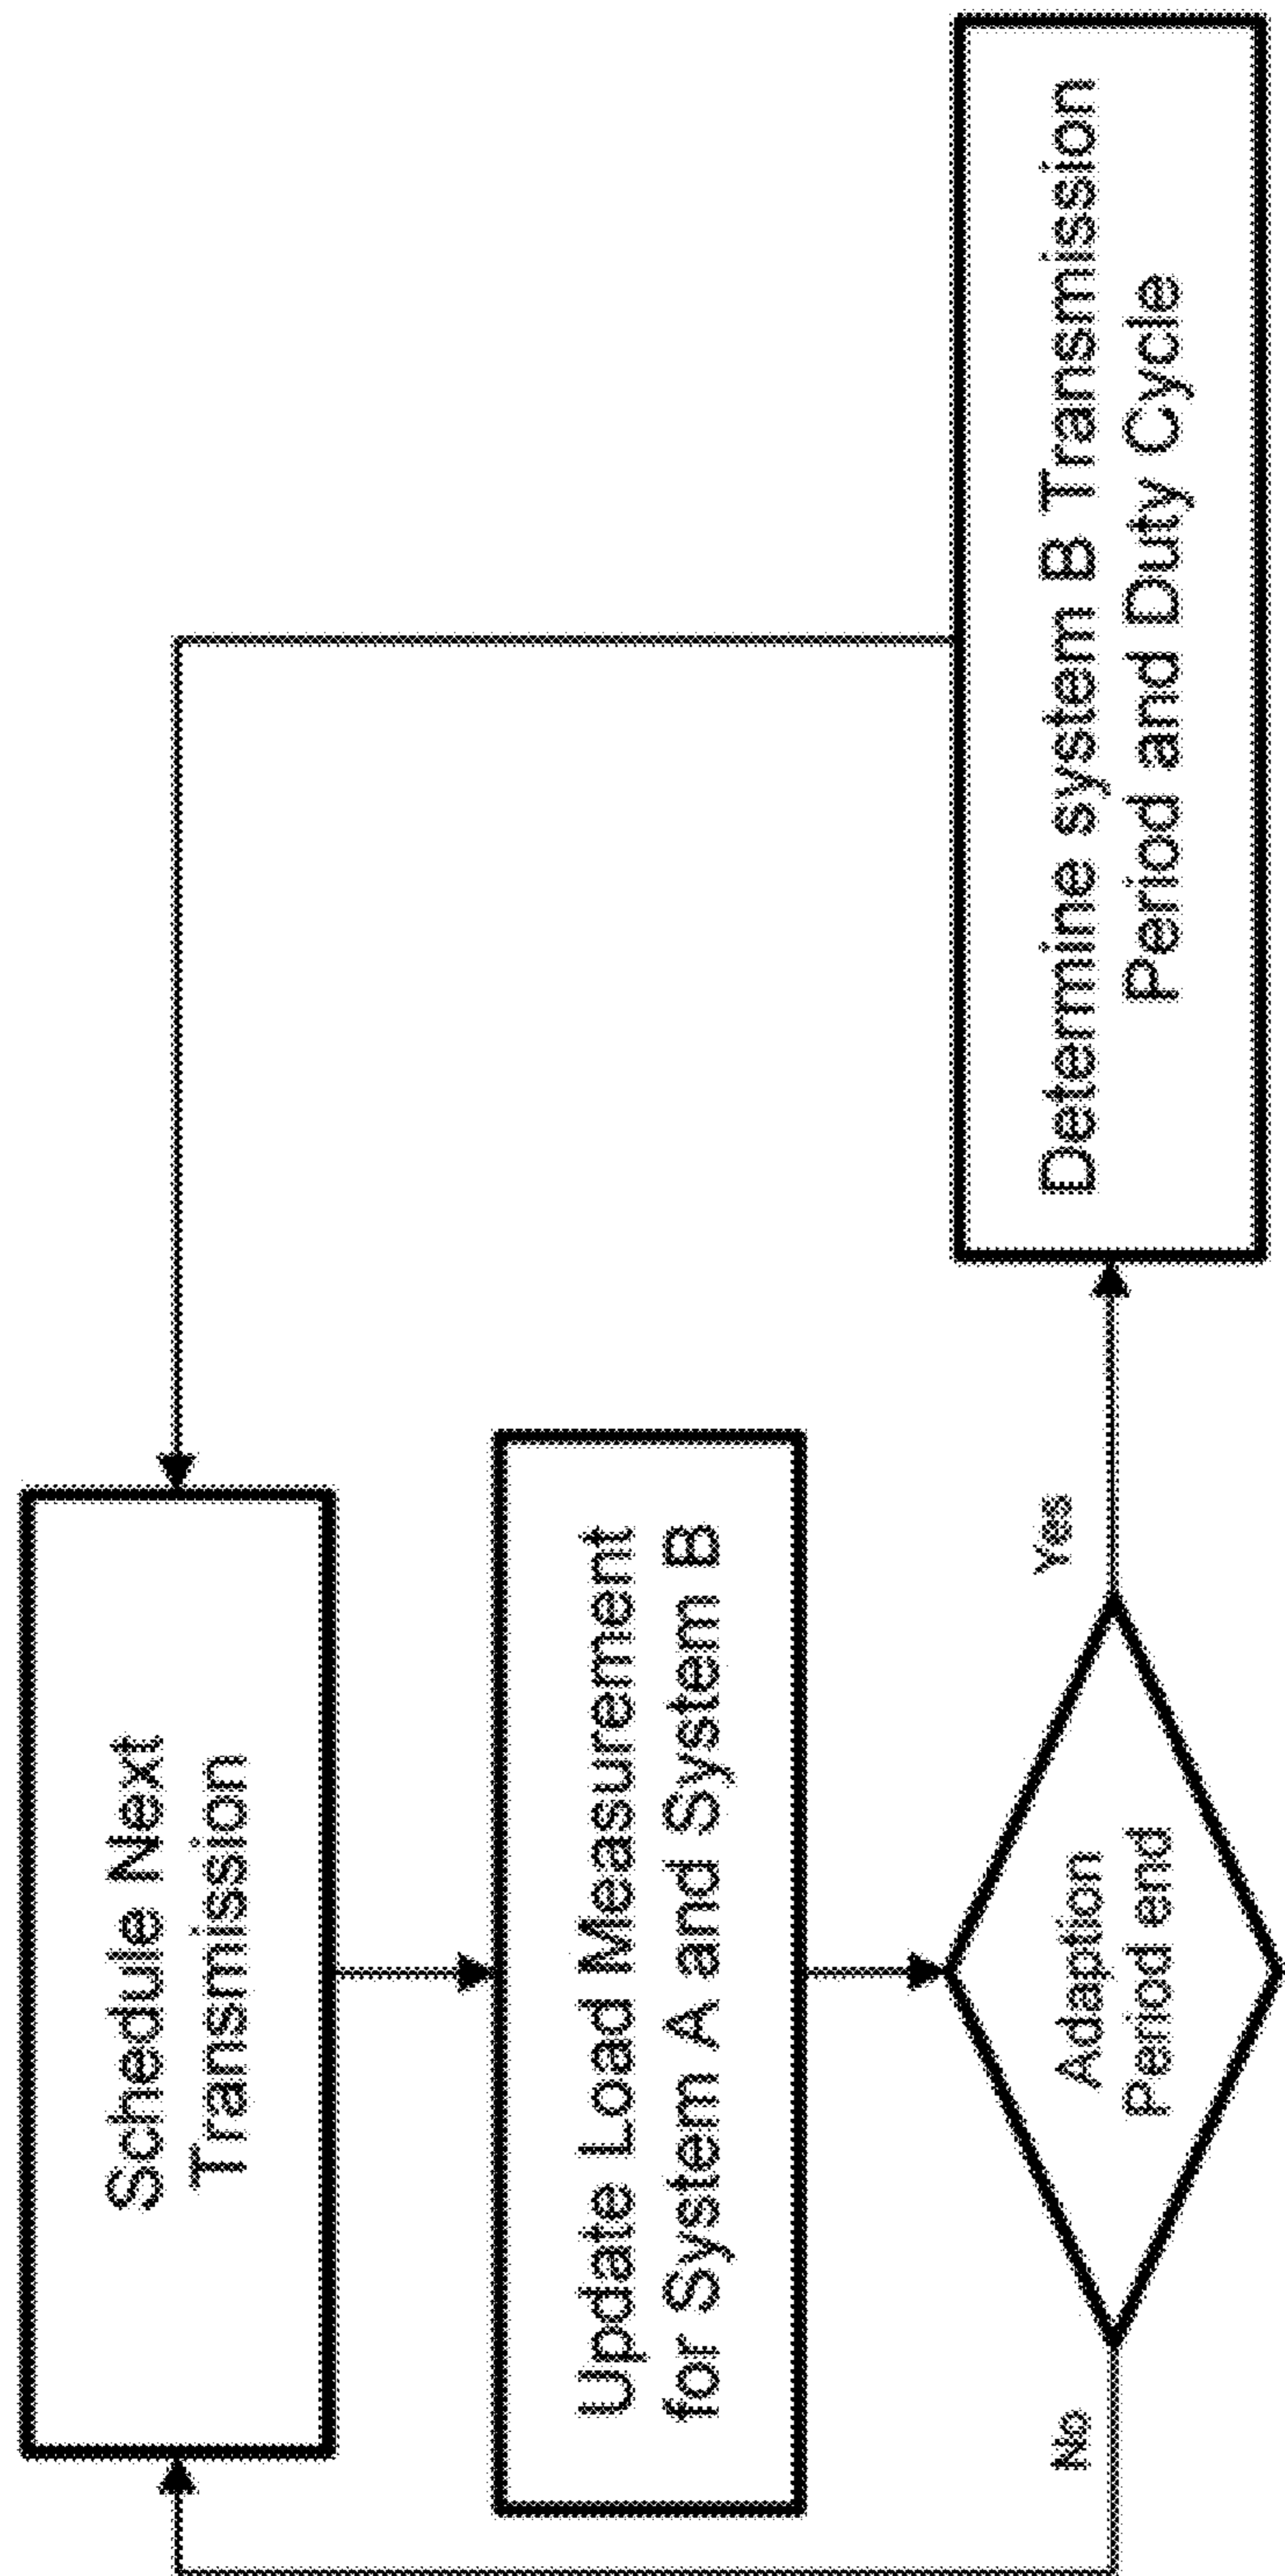 Schedule Next
Transmission
Update Load Measurement
for System A and System B
Adaption
Period end
No
Yes
Determine system B Transmission
Period and Duty Cycle